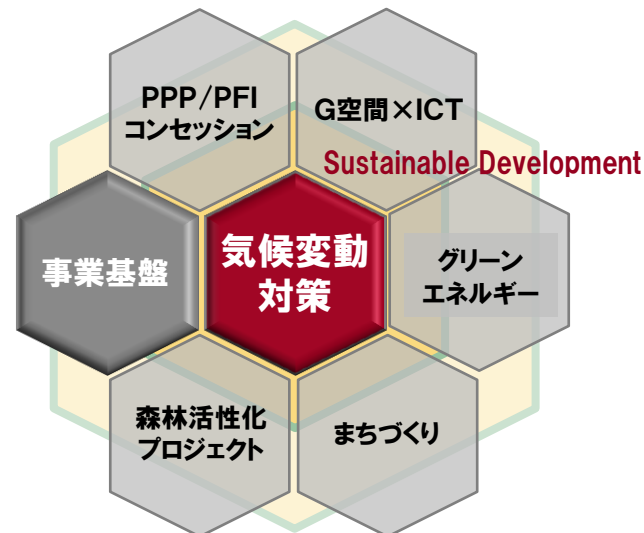 PPP/PFI
コンセッション
G空間×ICT
Sustainable Development
事業基盤
気候変動
対策
グリーン
エネルギー
森林活性化
プロジェクト
まちづくり